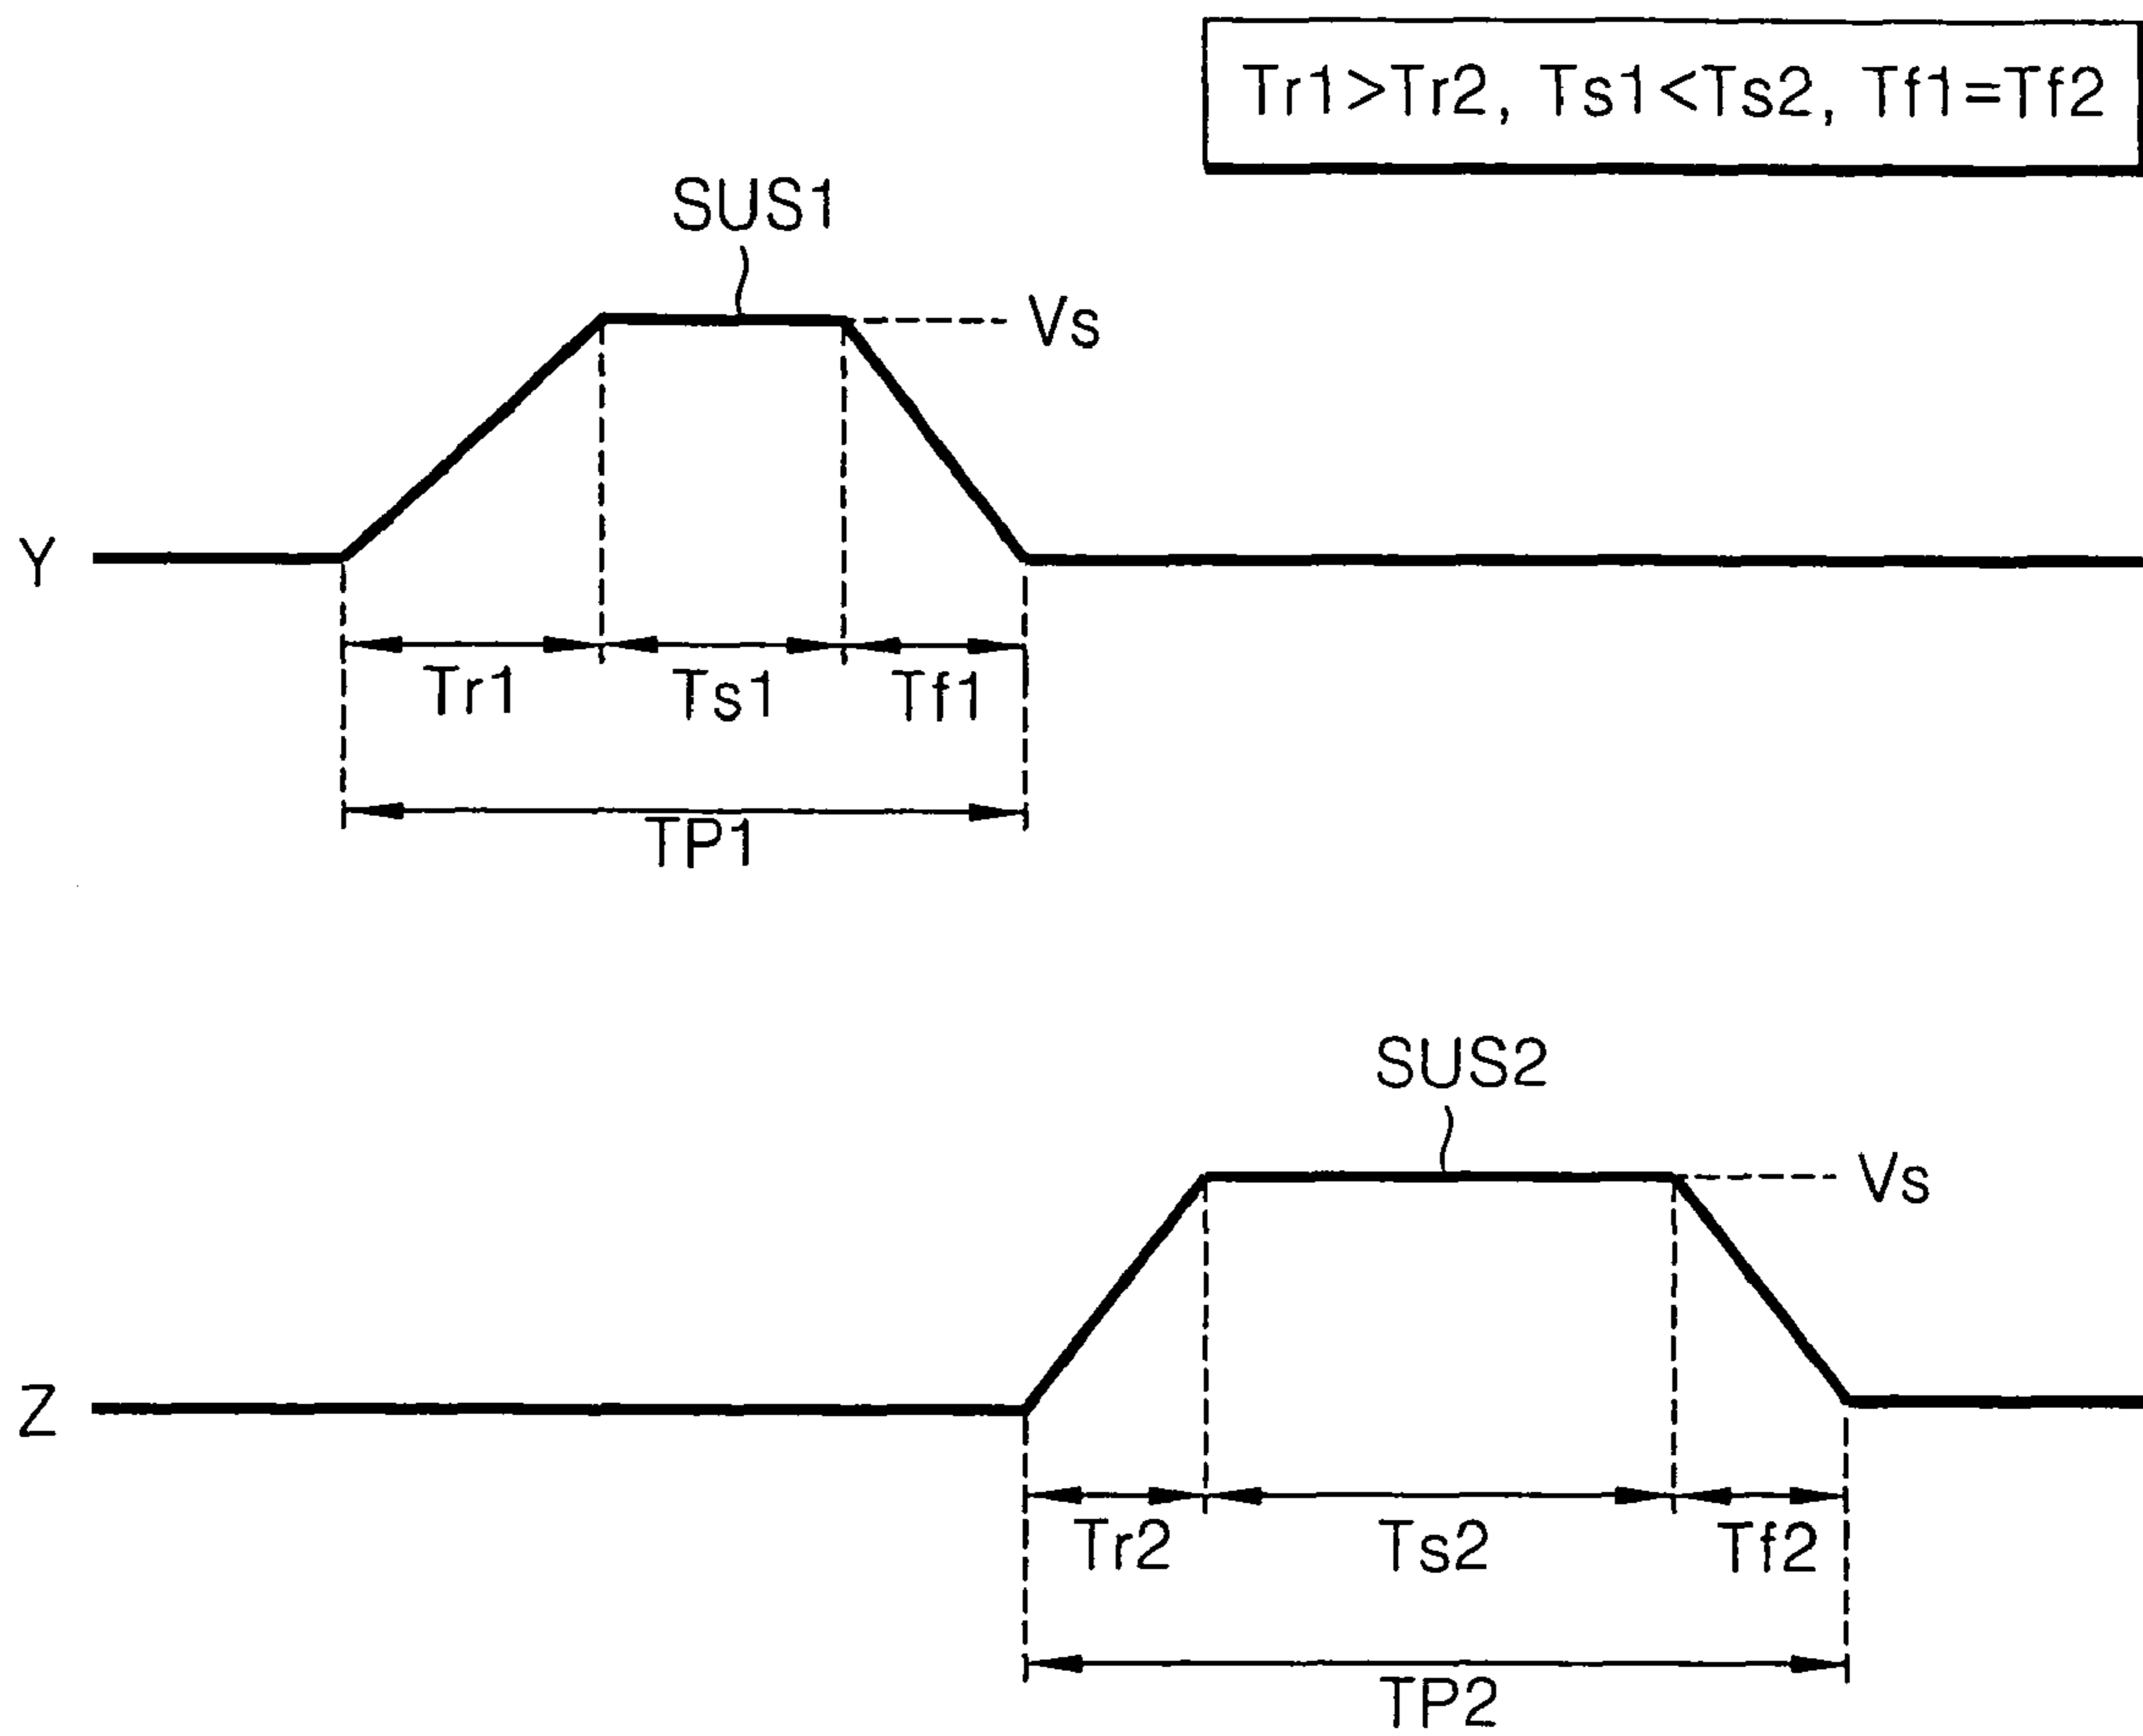 Tr1>Tr2, Ts1<Ts2, Tf1=Tf2
SUS1
Vs
Y
Tr1 Ts1 Tf1
TP1
SUS2
Vs
Z
Tr2 Ts2 Tf2
TP2